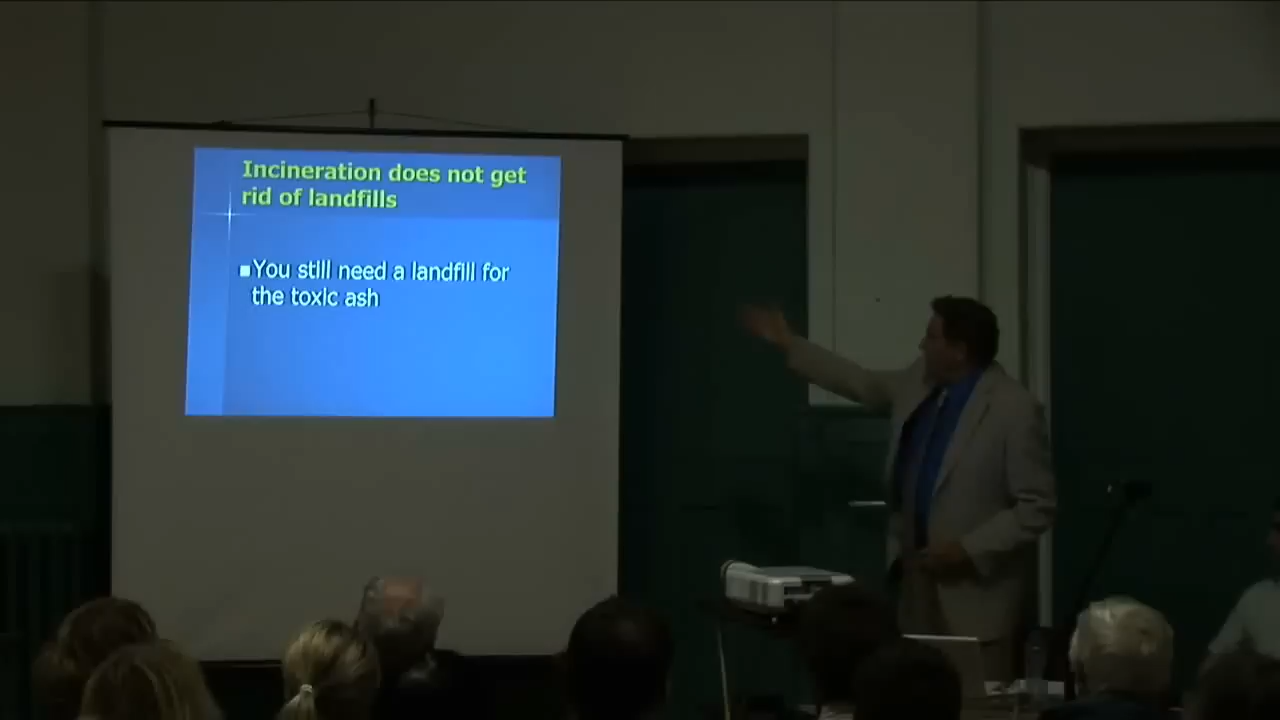 Incineration does not get
rid of landfills
You still need a landfill for
the toxic ash